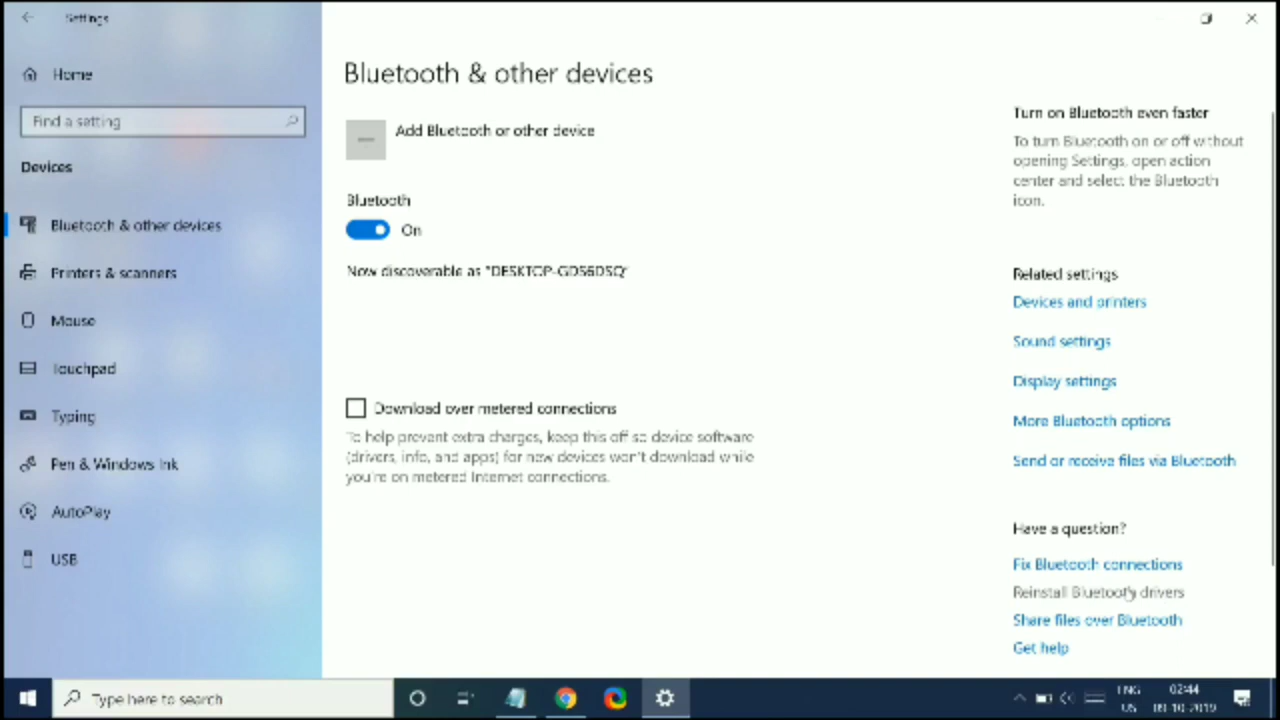 Settings
Home
Find a setting
Devices
Bluetooth & other devices
Printers & scanners
Mouse
Touchpad
Typing
Pen & Windows Ink
AutoPlay
USB
Bluetooth & other devices
Add Bluetooth or other device
Bluetooth
On
Now discoverable as
Download over metered connections
To help prevent extra charges, keep this off so device software
(drivers, info, and apps) for new devices won't download while
you're on metered Internet connections.
Turn on Bluetooth even faster
To turn Bluetooth on or off without
opening Settings, open action
center and select the Bluetooth
icon.
Related settings
Devices and printers
Sound settings
Display settings
More Bluetooth options
Send or receive files via Bluetooth
Have a question?
Fix Bluetooth connections
Reinstall Bluetooth drivers
Share files over Bluetooth
Get help
Type here to search
ENG
US
02:44
09-10-2019